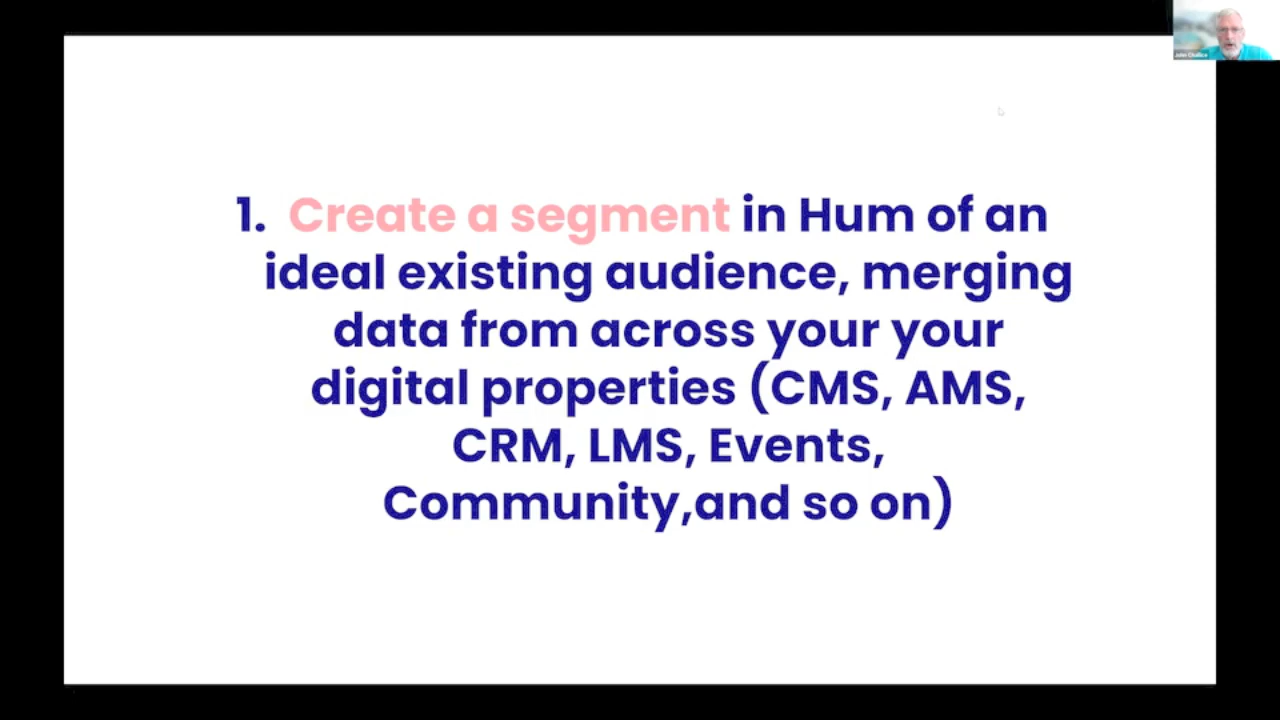 1. Create a segment in Hum of an
ideal existing audience, merging
data from across your your
digital properties (CMS, AMS,
CRM, LMS, Events,
Community,and so on)